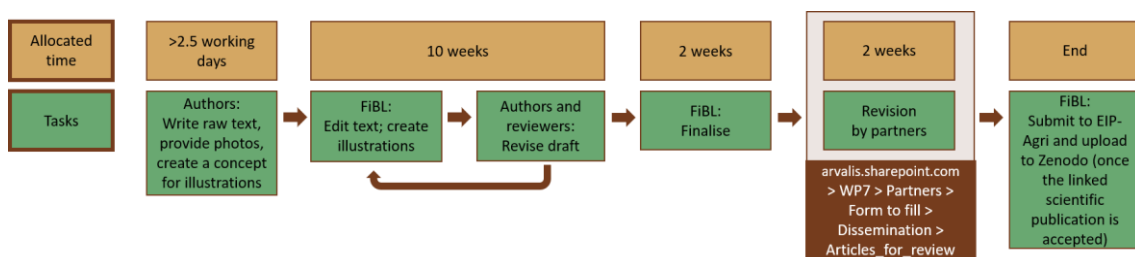 Allocated
time
>2.5 working
days
10 weeks
2 weeks
2 weeks
End
Tasks
Authors:
Write raw text,
provide photos,
create a concept
for illustrations
FiBL:
Edit text; create
illustrations
Authors and
reviewers:
Revise draft
FiBL:
Finalise
Revision
by partners
arvalis.sharepoint.com
> WP7 > Partners >
Form to fill >
Dissemination >
Articles_for_review
FiBL:
Submit to EIP-
Agri and upload
to Zenodo (once
the linked
scientific
publication is
accepted)